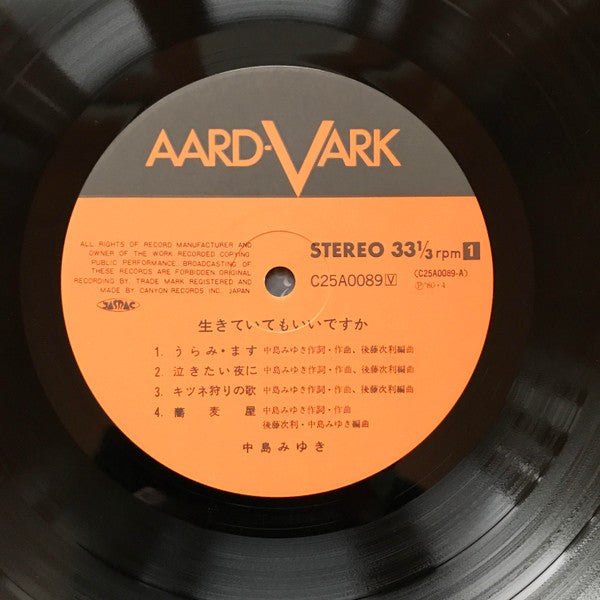 AARD-VARK
ALL RIGHTS OF RECORD MANUFACTURER AND
OWNER OF THE WORK RECORDED COPYING
PUBLIC PERFORMANCE, BROADCASTING OF
THESE RECORDS ARE FORBIDDEN ORIGINAL
RECORDING BY, TRADE MARK REGISTERED AND
MADE BY CANYON RECORDS INC. JAPAN
JASRAC
STEREO 33 1/3 rpm 1
C25A0089 V (C25A0089-A)
Ⓟ '80・4
生きていてもいいですか
1. うらみ・ます 中島みゆき作詞・作曲、後藤次利編曲
2. 泣きたい夜に 中島みゆき作詞・作曲、後藤次利編曲
3. キツネ狩りの歌 中島みゆき作詞・作曲、後藤次利編曲
4. 蕎麦屋 中島みゆき作詞・作曲
後藤次利・中島みゆき編曲
中島みゆき